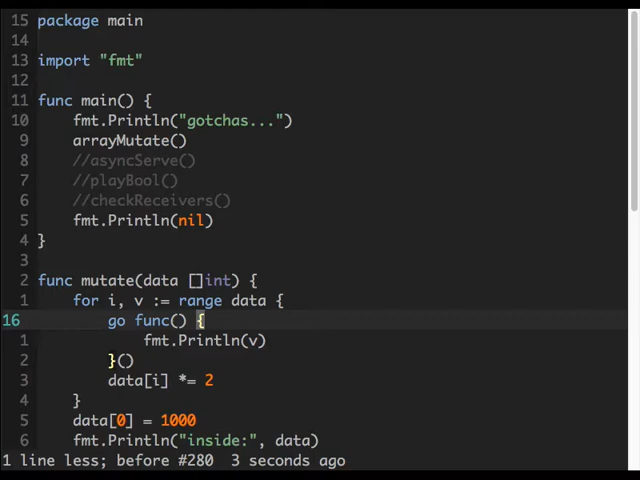 15 package main
14
13 import "fmt"
12
11 func main() {
10 fmt.Println("gotchas...")
9 arrayMutate()
8 //asyncServe()
7 //playBool()
6 //checkReceivers()
5 fmt.Println(nil)
4 }
3
2 func mutate(data []int) {
1 for i, v := range data {
16 go func() {
1 fmt.Println(v)
2 }()
3 data[i] *= 2
4 }
5 data[0] = 1000
6 fmt.Println("inside:", data)
1 line less; before #280 3 seconds ago